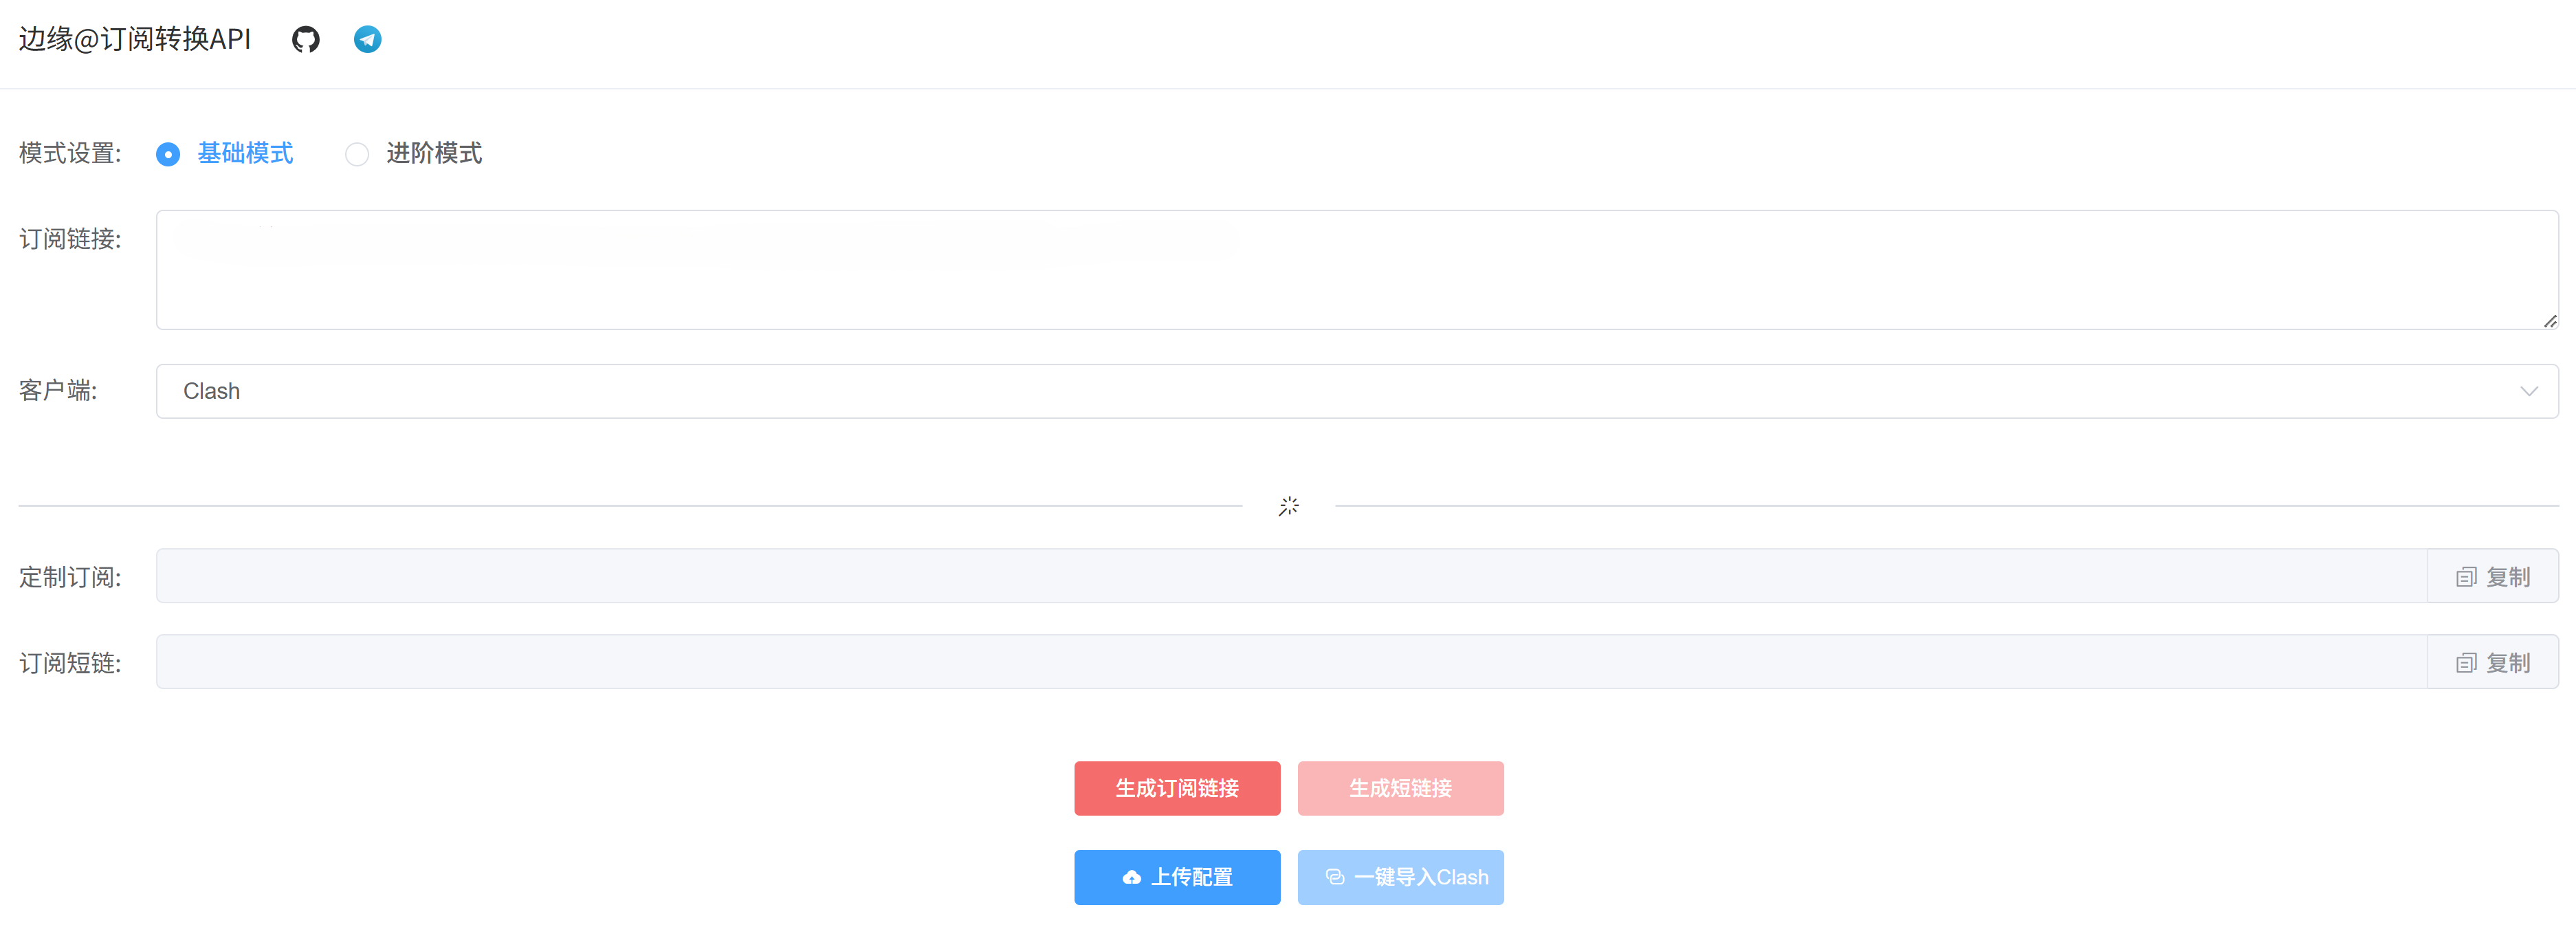 边缘@订阅转换API
模式设置: 基础模式 进阶模式
订阅链接:
客户端: Clash
定制订阅: 复制
订阅短链: 复制
生成订阅链接 生成短链接
上传配置 一键导入Clash